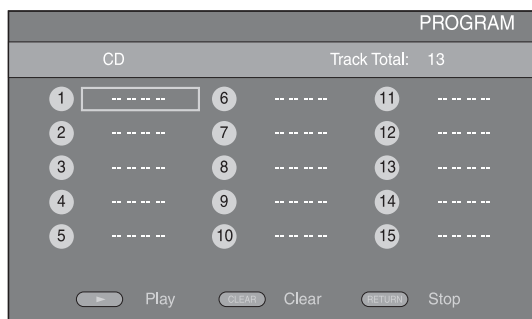 PROGRAM
CD Track Total: 13
1 -- -- -- -- 6 -- -- -- -- 11 -- -- -- --
2 -- -- -- -- 7 -- -- -- -- 12 -- -- -- --
3 -- -- -- -- 8 -- -- -- -- 13 -- -- -- --
4 -- -- -- -- 9 -- -- -- -- 14 -- -- -- --
5 -- -- -- -- 10 -- -- -- -- 15 -- -- -- --
Play CLEAR Clear RETURN Stop